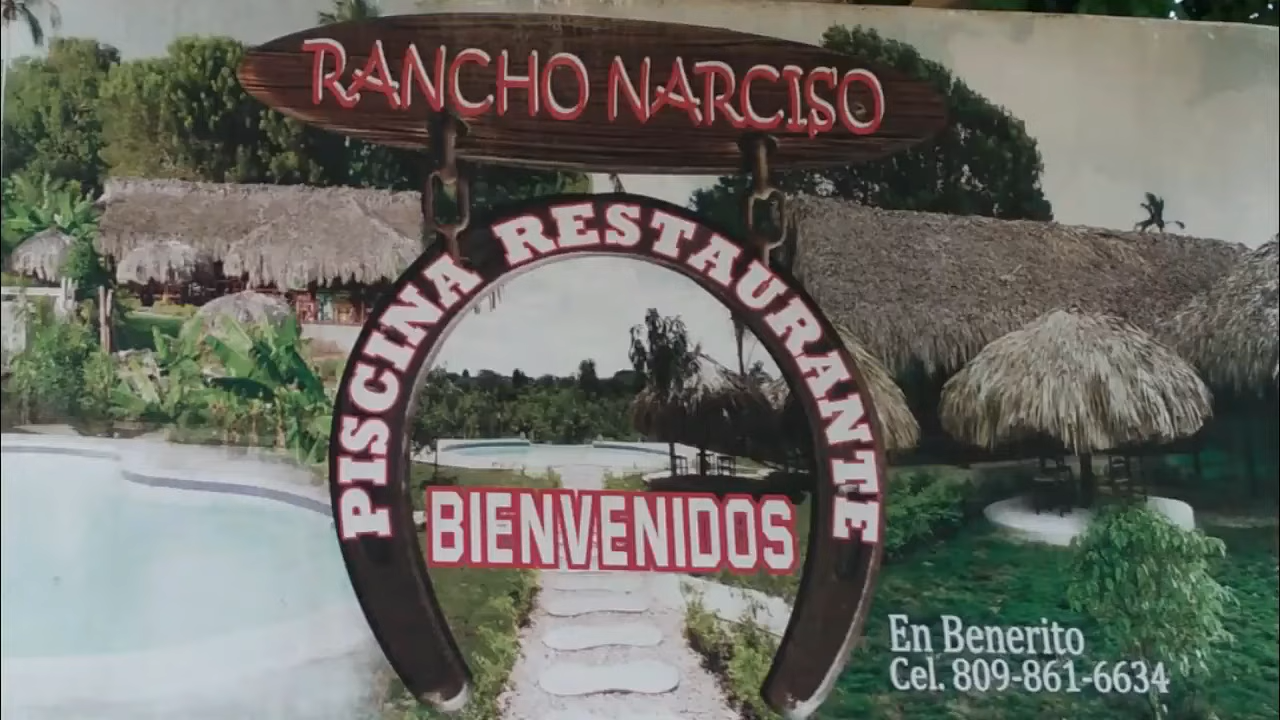 RANCHO NARCISO
PISCINA RESTAURANTE
BIENVENIDOS
En Benerito
Cel. 809-861-6634